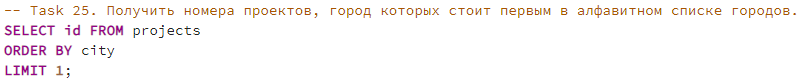 -- Task 25. Получить номера проектов, город которых стоит первым в алфавитном списке городов.
SELECT id FROM projects
ORDER BY city
LIMIT 1;